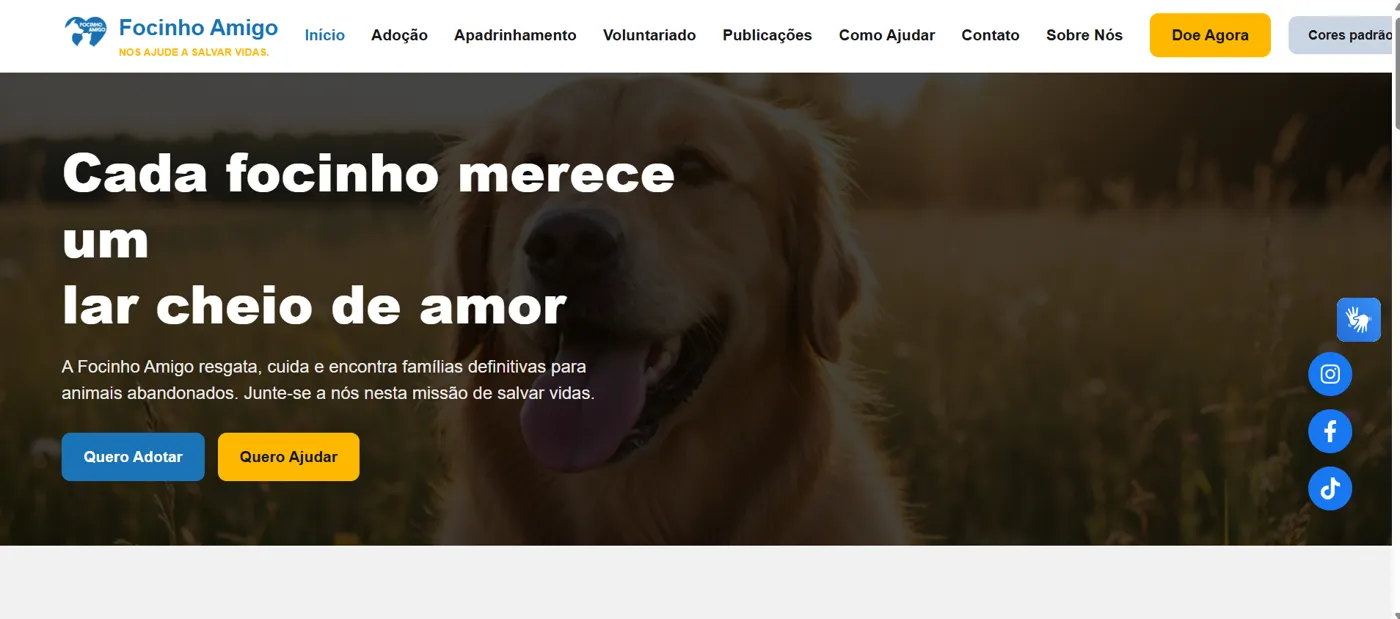 FOCINHO
AMIGO
Focinho Amigo
NOS AJUDE A SALVAR VIDAS.
Início
Adoção
Apadrinhamento
Voluntariado
Publicações
Como Ajudar
Contato
Sobre Nós
Doe Agora
Cores padrão
Cada focinho merece
um
lar cheio de amor
A Focinho Amigo resgata, cuida e encontra famílias definitivas para
animais abandonados. Junte-se a nós nesta missão de salvar vidas.
Quero Adotar
Quero Ajudar